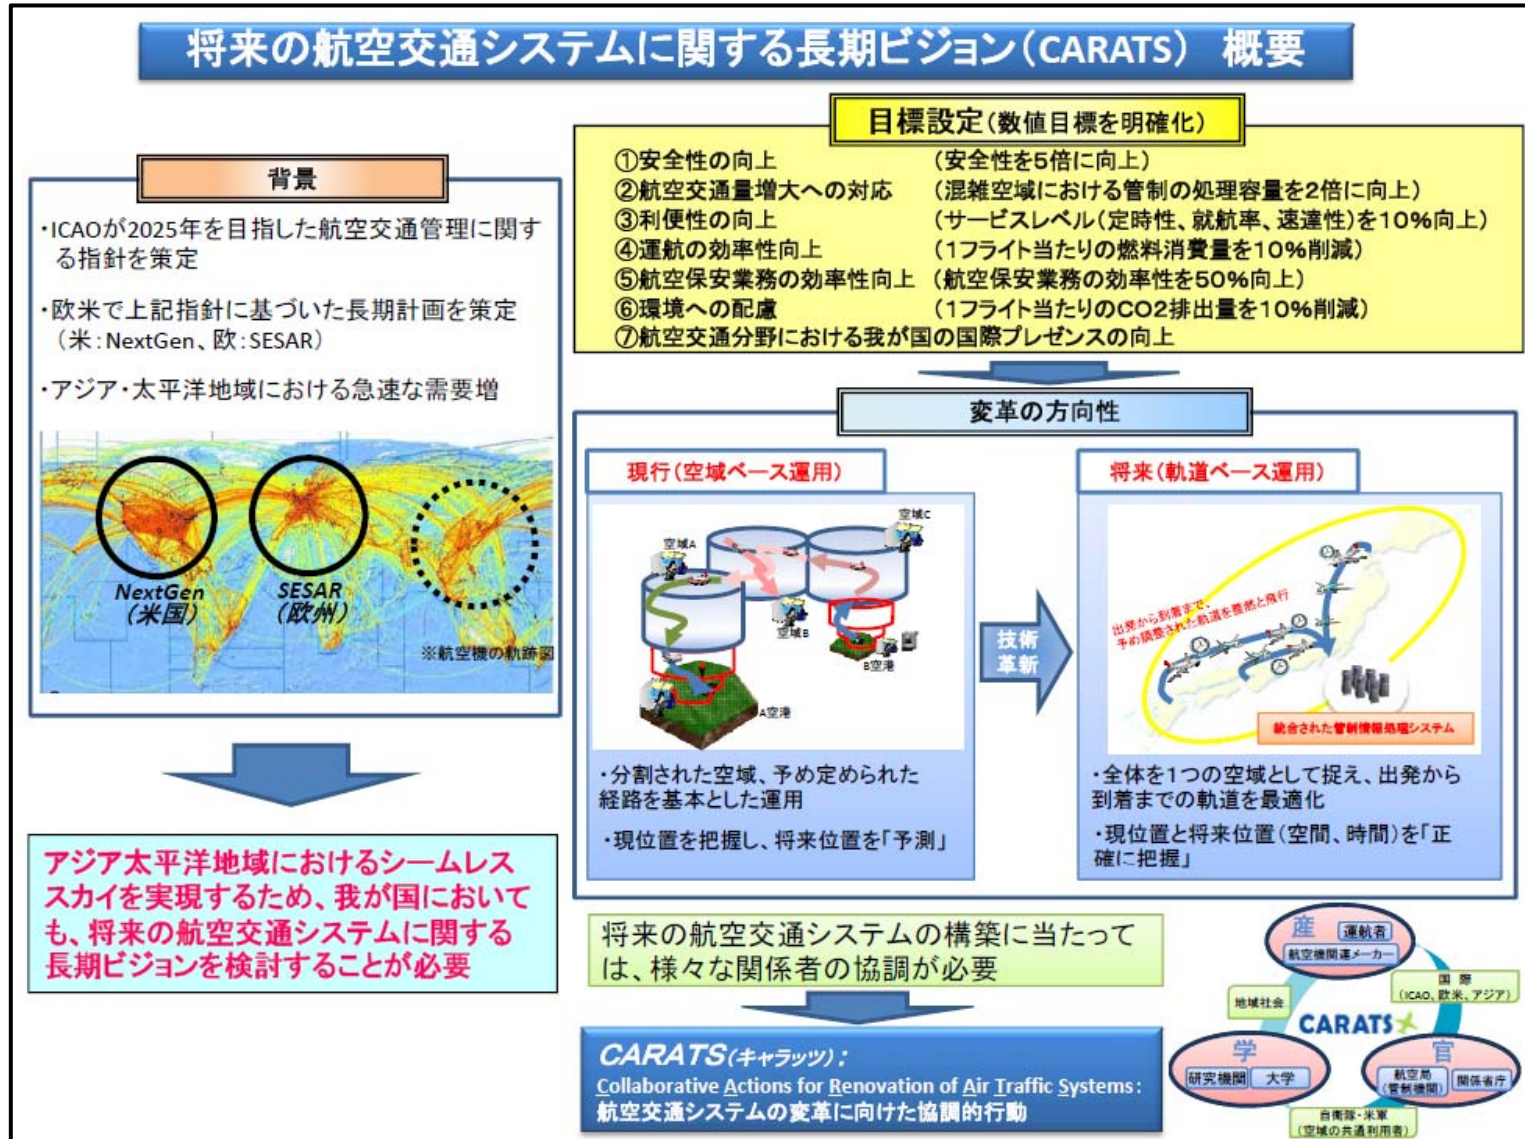 将来の航空交通システムに関する長期ビジョン（CARATS）　概要
背景
・ICAOが2025年を目指した航空交通管理に関す
る指針を策定
・欧米で上記指針に基づいた長期計画を策定
（米：NextGen、欧：SESAR）
・アジア・太平洋地域における急速な需要増
NextGen
（米国）
SESAR
（欧州）
※航空機の軌跡図
アジア太平洋地域におけるシームレス
スカイを実現するため、我が国において
も、将来の航空交通システムに関する
長期ビジョンを検討することが必要
目標設定（数値目標を明確化）
①安全性の向上　（安全性を5倍に向上）
②航空交通量増大への対応　（混雑空域における管制の処理容量を2倍に向上）
③利便性の向上　（サービスレベル（定時性、就航率、速達性）を10％向上）
④運航の効率性向上　（1フライト当たりの燃料消費量を10％削減）
⑤航空保安業務の効率性向上　（航空保安業務の効率性を50％向上）
⑥環境への配慮　（1フライト当たりのCO2排出量を10％削減）
⑦航空交通分野における我が国の国際プレゼンスの向上
変革の方向性
現行（空域ベース運用）
空域A
空域B
空域C
A空港
B空港
・分割された空域、予め定められた
経路を基本とした運用
・現位置を把握し、将来位置を「予測」
技術
革新
将来（軌道ベース運用）
出発から到着まで、
予め調整された軌道を整然と飛行
統合された管制情報処理システム
・全体を1つの空域として捉え、出発から
到着までの軌道を最適化
・現位置と将来位置（空間、時間）を「正
確に把握」
将来の航空交通システムの構築に当たって
は、様々な関係者の協調が必要
CARATS（キャラッツ）：
Collaborative Actions for Renovation of Air Traffic Systems：
航空交通システムの変革に向けた協調的行動
産
運航者
航空機関連メーカー
国　際
（ICAO、欧米、アジア）
地域社会
CARATS
学
研究機関
大学
官
航空局
（管制機関）
関係省庁
自衛隊・米軍
（空域の共通利用者）